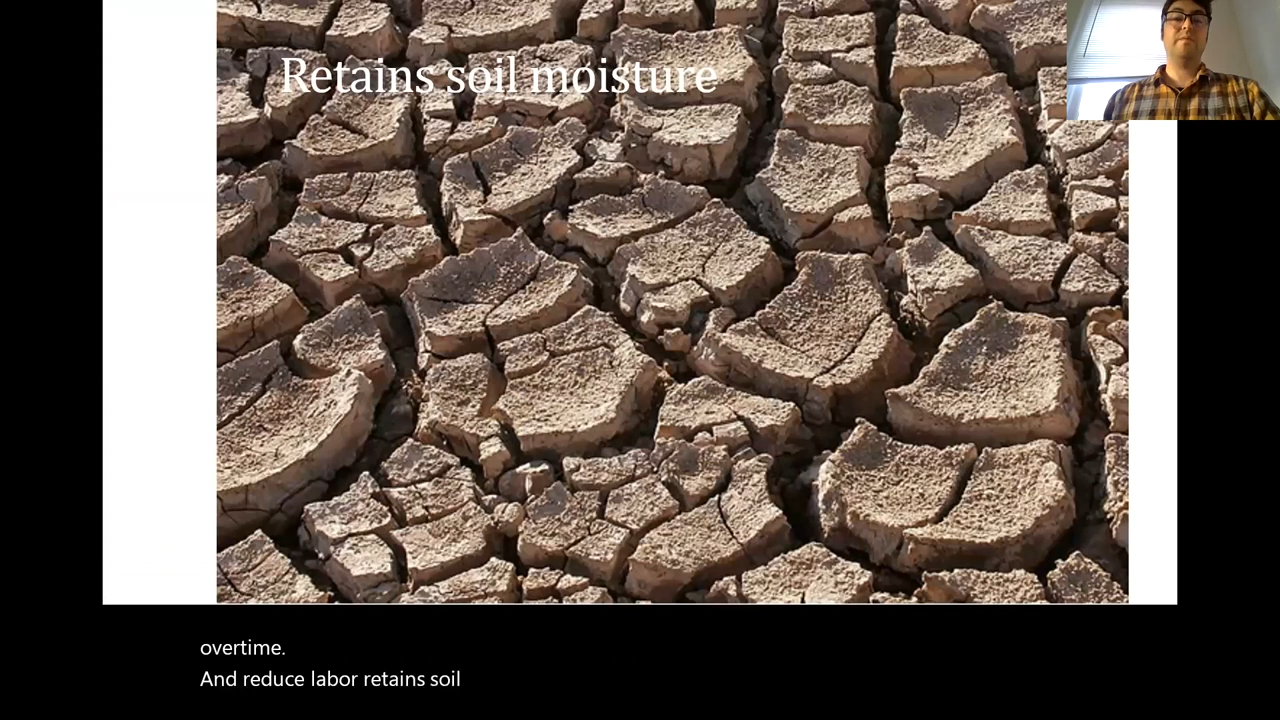 Retains soil moisture
overtime.
And reduce labor retains soil